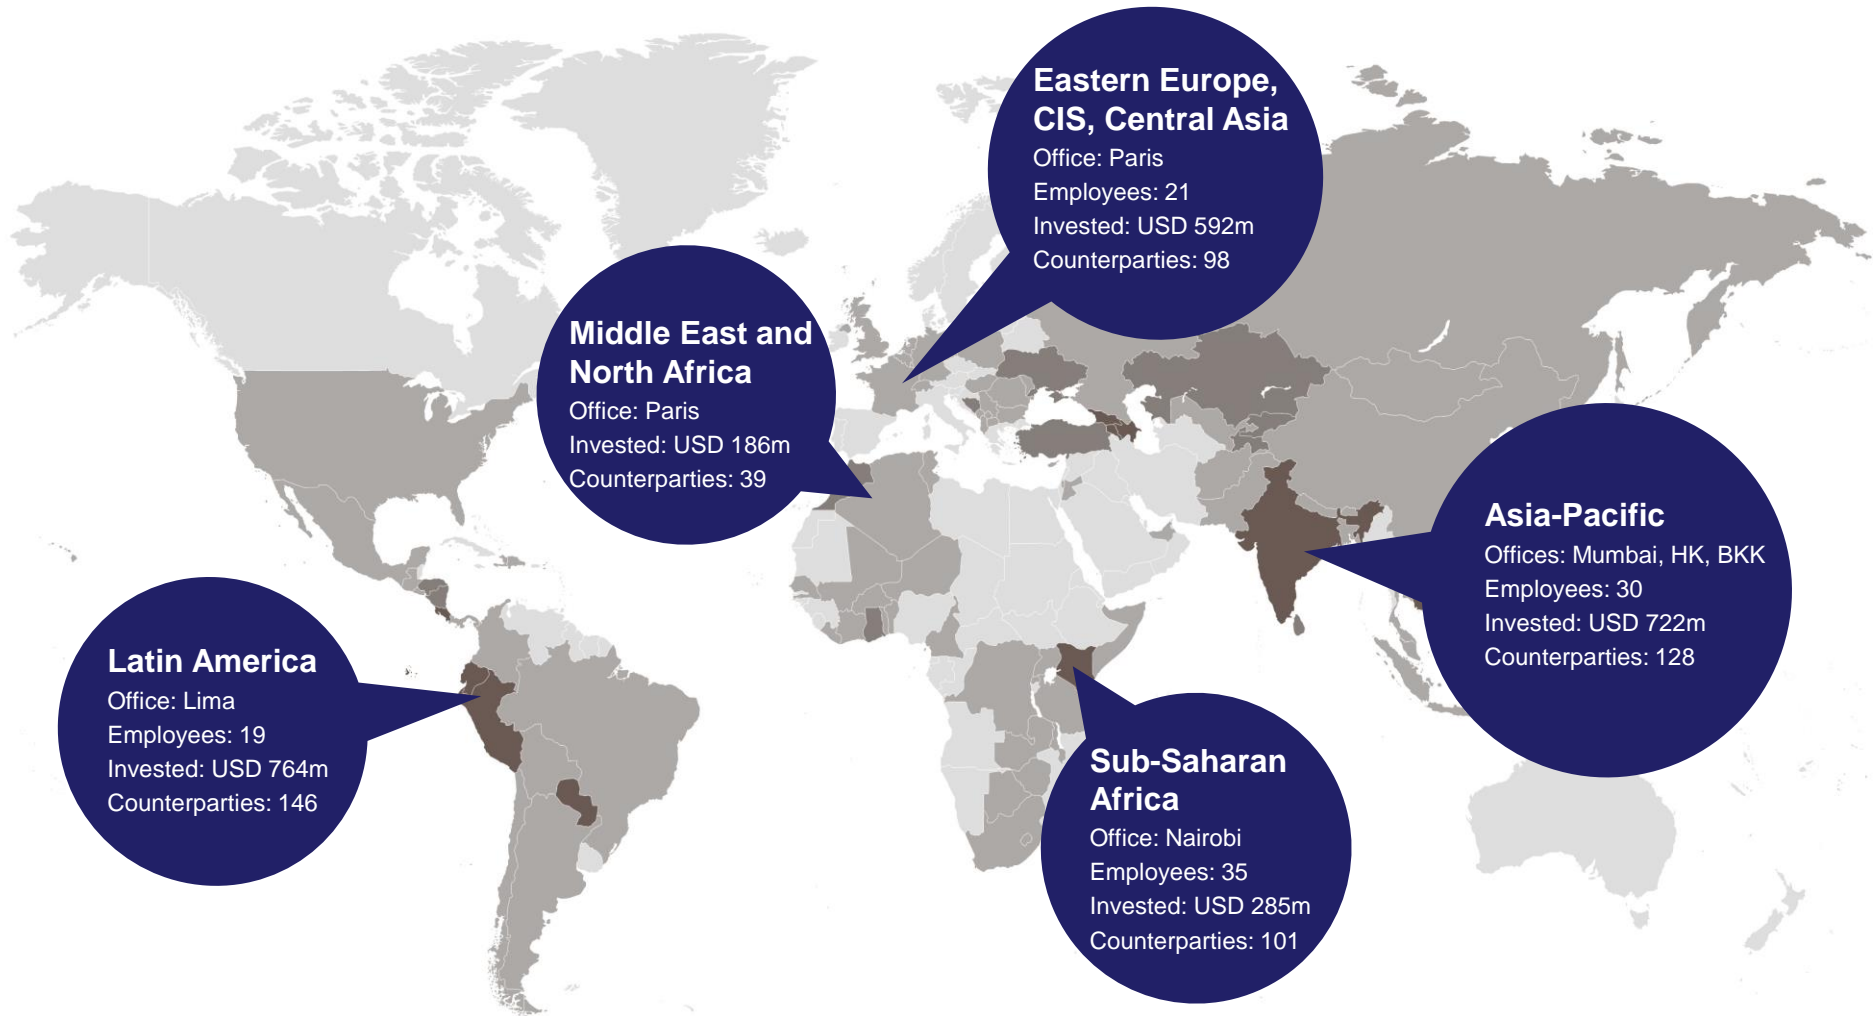 Eastern Europe,
CIS, Central Asia
Office: Paris
Employees: 21
Invested: USD 592m
Counterparties: 98
Middle East and
North Africa
Office: Paris
Invested: USD 186m
Counterparties: 39
Asia-Pacific
Offices: Mumbai, HK, BKK
Employees: 30
Invested: USD 722m
Counterparties: 128
Latin America
Office: Lima
Employees: 19
Invested: USD 764m
Counterparties: 146
Sub-Saharan
Africa
Office: Nairobi
Employees: 35
Invested: USD 285m
Counterparties: 101